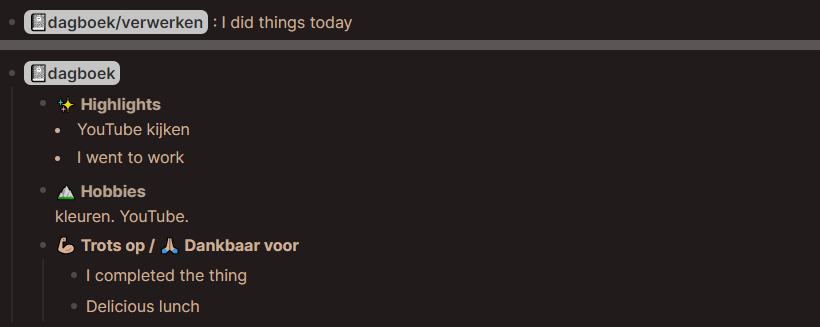 📓dagboek/verwerken : I did things today
📓dagboek
✨ Highlights
• YouTube kijken
• I went to work
⛰️ Hobbies
kleuren. YouTube.
💪🏼 Trots op / 🙏🏼 Dankbaar voor
I completed the thing
Delicious lunch